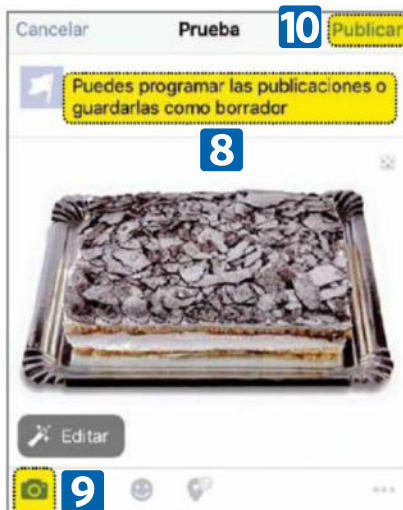 Cancelar Prueba 10 Publicar
Puedes programar las publicaciones o
guardarlas como borrador
8
Editar
9